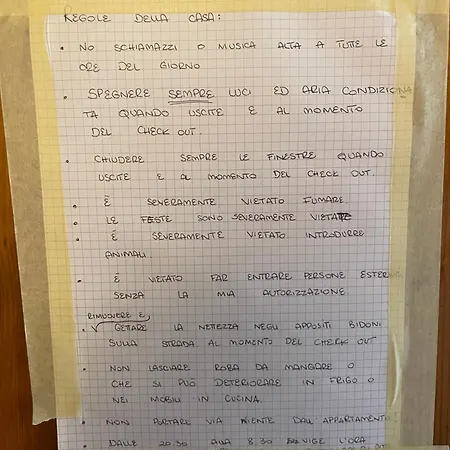 REGOLE DELLA CASA:
• NO SCHIAMAZZI O MUSICA ALTA A TUTTE LE
ORE DEL GIORNO
• SPEGNERE SEMPRE LUCI ED ARIA CONDIZIONA
TA QUANDO USCITE E AL MOMENTO
DEL CHECK OUT.
• CHIUDERE SEMPRE LE FINESTRE QUANDO
USCITE E AL MOMENTO DEL CHECK OUT.
• È SEVERAMENTE VIETATO FUMARE.
• LE FESTE SONO SEVERAMENTE VIETATE
• È SEVERAMENTE VIETATO INTRODURRE
ANIMALI.
• È VIETATO FAR ENTRARE PERSONE ESTERNE
SENZA LA MIA AUTORIZZAZIONE
RIMUOVERE E
• GETTARE LA NETTEZZA NEGLI APPOSITI BIDONI
SULLA STRADA AL MOMENTO DEL CHECK OUT
• NON LASCIARE ROBA DA MANGIARE O
CHE SI PUÒ DETERIORARE IN FRIGO O
NEI MOBILI IN CUCINA.
• NON PORTARE VIA NIENTE DALL'APPARTAMENTO
• DALLE 20.30 ALLA 8.30 VIGE L'ORA